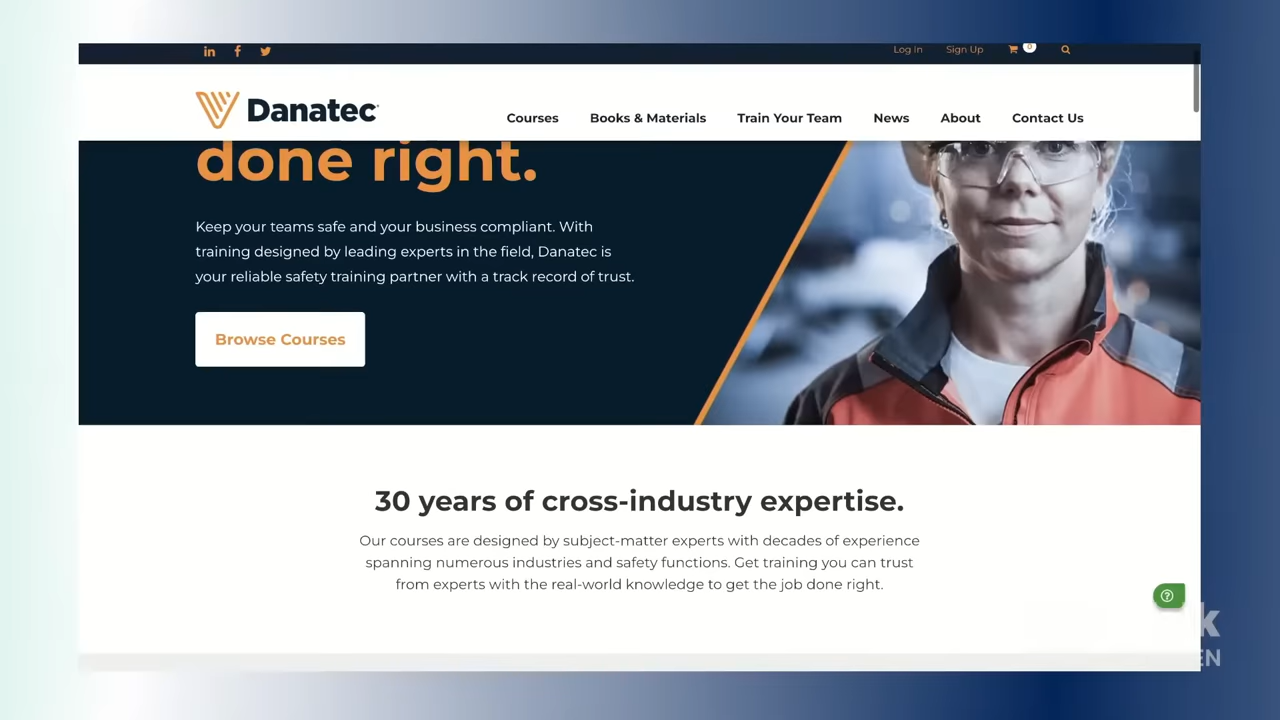 Log In Sign Up 0
Danatec
Courses Books & Materials Train Your Team News About Contact Us
done right.
Keep your teams safe and your business compliant. With
training designed by leading experts in the field, Danatec is
your reliable safety training partner with a track record of trust.
Browse Courses
30 years of cross-industry expertise.
Our courses are designed by subject-matter experts with decades of experience
spanning numerous industries and safety functions. Get training you can trust
from experts with the real-world knowledge to get the job done right.
k
EN